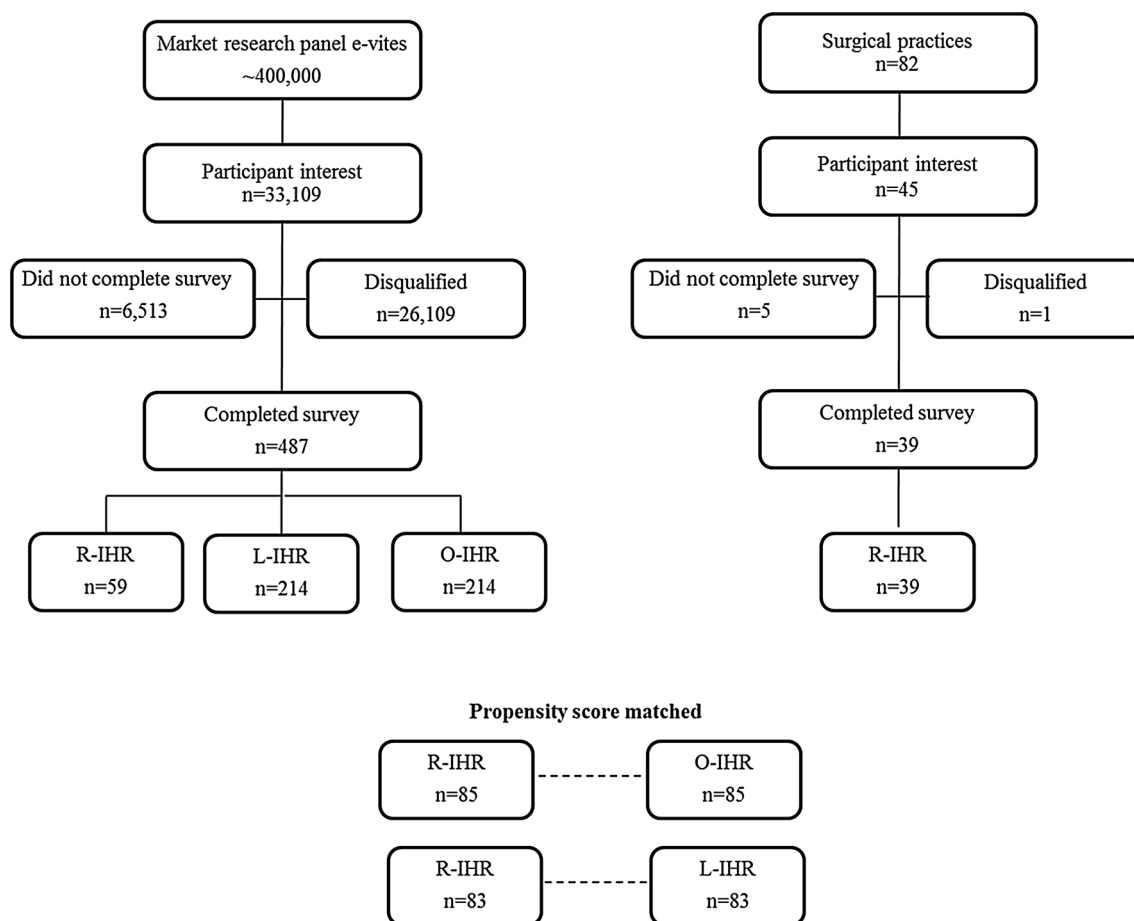 Market research panel e-vites
~400,000
Participant interest
n=33,109
Did not complete survey
n=6,513
Disqualified
n=26,109
Completed survey
n=487
R-IHR
n=59
L-IHR
n=214
O-IHR
n=214
Surgical practices
n=82
Participant interest
n=45
Did not complete survey
n=5
Disqualified
n=1
Completed survey
n=39
R-IHR
n=39
Propensity score matched
R-IHR
n=85
O-IHR
n=85
R-IHR
n=83
L-IHR
n=83